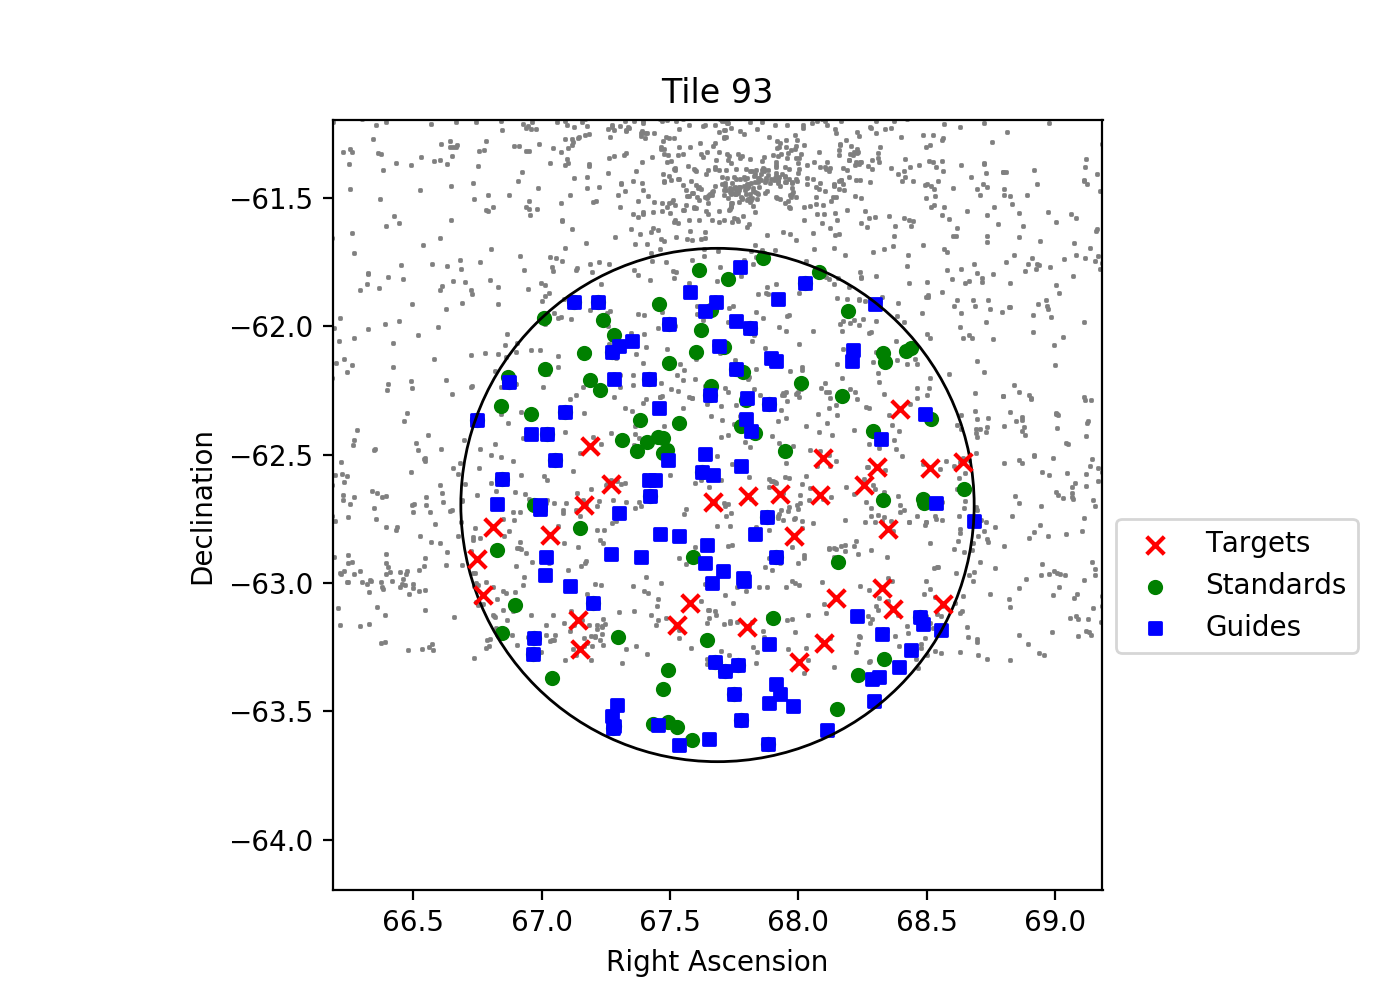 Tile 93
Declination
−61.5
−62.0
−62.5
−63.0
−63.5
−64.0
66.5 67.0 67.5 68.0 68.5 69.0
Right Ascension
Targets
Standards
Guides